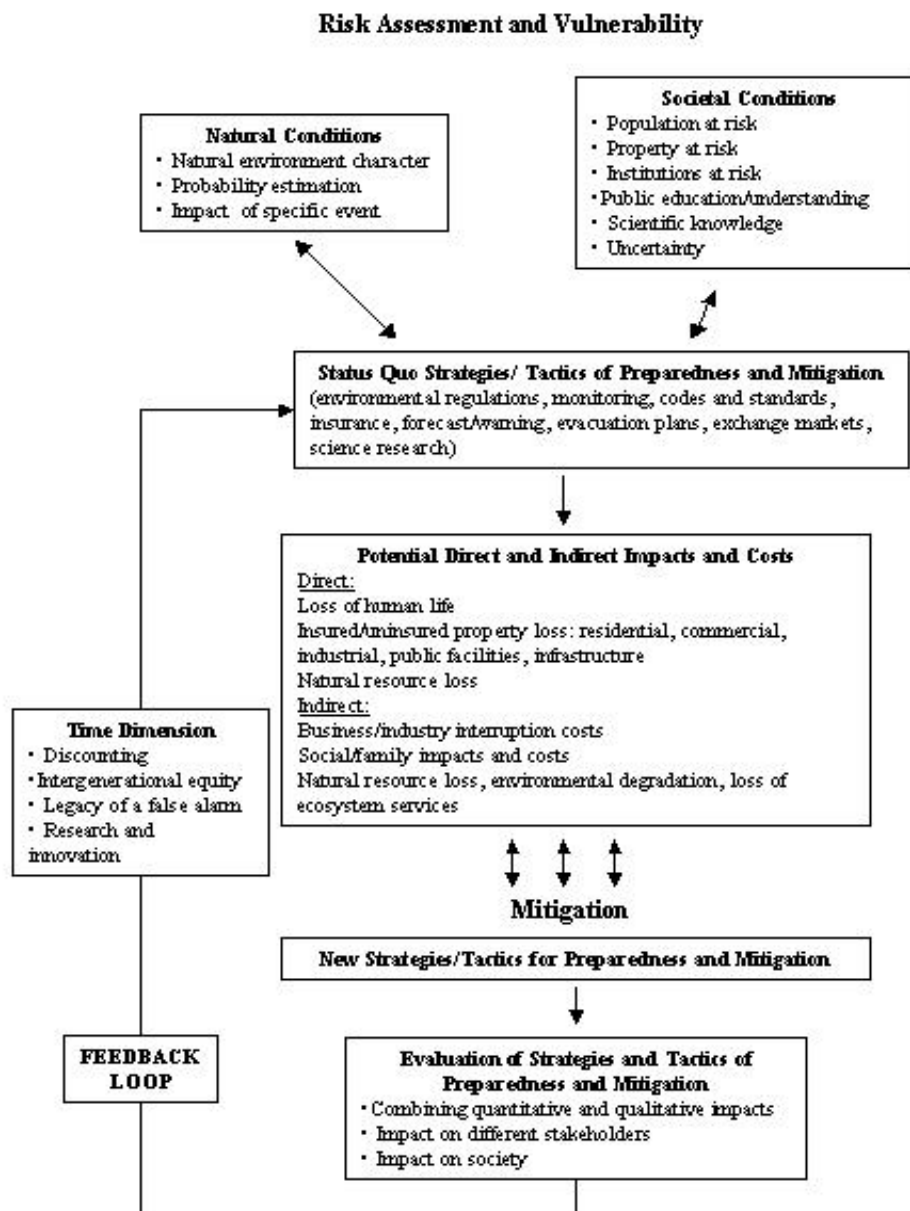 Risk Assessment and Vulnerability
Natural Conditions
• Natural environment character
• Probability estimation
• Impact of specific event
Societal Conditions
• Population at risk
• Property at risk
• Institutions at risk
•Public education/understanding
• Scientific knowledge
• Uncertainty
Status Quo Strategies/ Tactics of Preparedness and Mitigation
(environmental regulations, monitoring, codes and standards,
insurance, forecast/warning, evacuation plans, exchange markets,
science research)
Potential Direct and Indirect Impacts and Costs
Direct:
Loss of human life
Insured/uninsured property loss: residential, commercial,
industrial, public facilities, infrastructure
Natural resource loss
Indirect:
Business/industry interruption costs
Social/family impacts and costs
Natural resource loss, environmental degradation, loss of
ecosystem services
Time Dimension
• Discounting
•Intergenerational equity
• Legacy of a false alarm
• Research and
innovation
Mitigation
New Strategies/Tactics for Preparedness and Mitigation
FEEDBACK
LOOP
Evaluation of Strategies and Tactics of
Preparedness and Mitigation
•Combining quantitative and qualitative impacts
• Impact on different stakeholders
• Impact on society